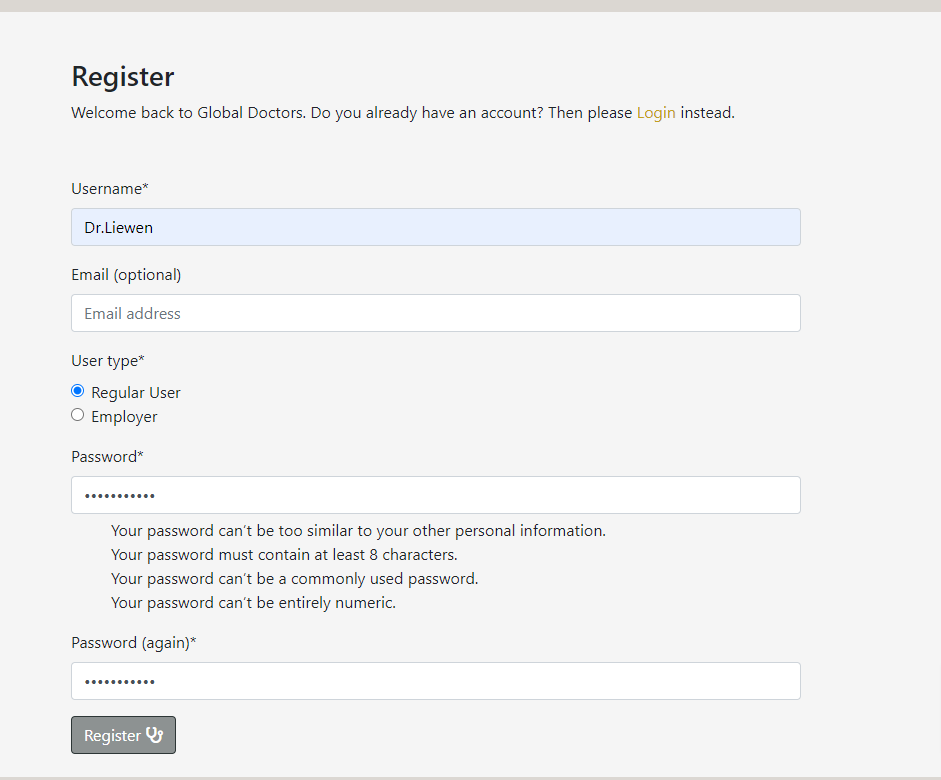 Register
Welcome back to Global Doctors. Do you already have an account? Then please Login instead.
Username*
Dr.Liewen
Email (optional)
Email address
User type*
Regular User
Employer
Password*
•••••••••••
Your password can’t be too similar to your other personal information.
Your password must contain at least 8 characters.
Your password can’t be a commonly used password.
Your password can’t be entirely numeric.
Password (again)*
•••••••••••
Register